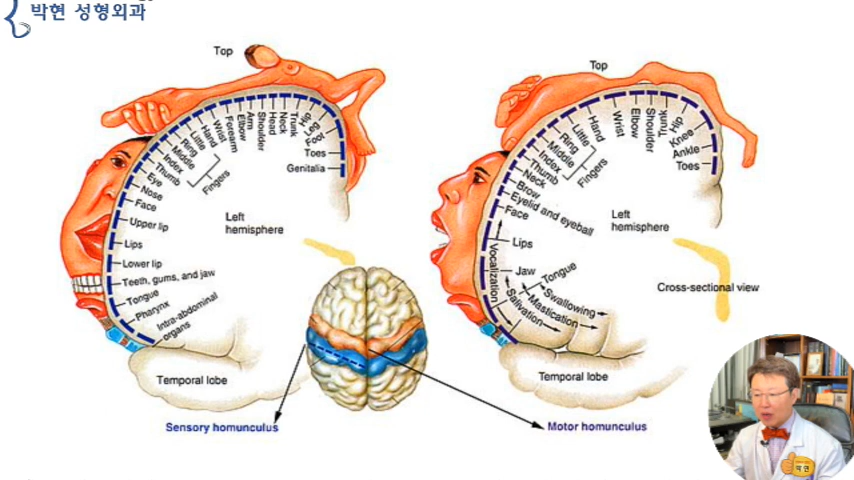 박현 성형외과
Top
Genitalia
Toes
Foot
Leg
Hip
Trunk
Neck
Head
Shoulder
Arm
Elbow
Forearm
Wrist
Hand
Little
Ring
Middle
Index
Thumb
Fingers
Eye
Nose
Face
Upper lip
Lips
Lower lip
Teeth, gums, and jaw
Tongue
Pharynx
Intra-abdominal
organs
Left
hemisphere
Temporal lobe
Sensory homunculus
Top
Toes
Ankle
Knee
Hip
Trunk
Shoulder
Elbow
Wrist
Hand
Little
Ring
Middle
Index
Thumb
Fingers
Neck
Brow
Eyelid and eyeball
Face
Lips
Jaw
Tongue
Swallowing
Mastication
Salivation
Vocalization
Left
hemisphere
Cross-sectional view
Temporal lobe
Motor homunculus
박현